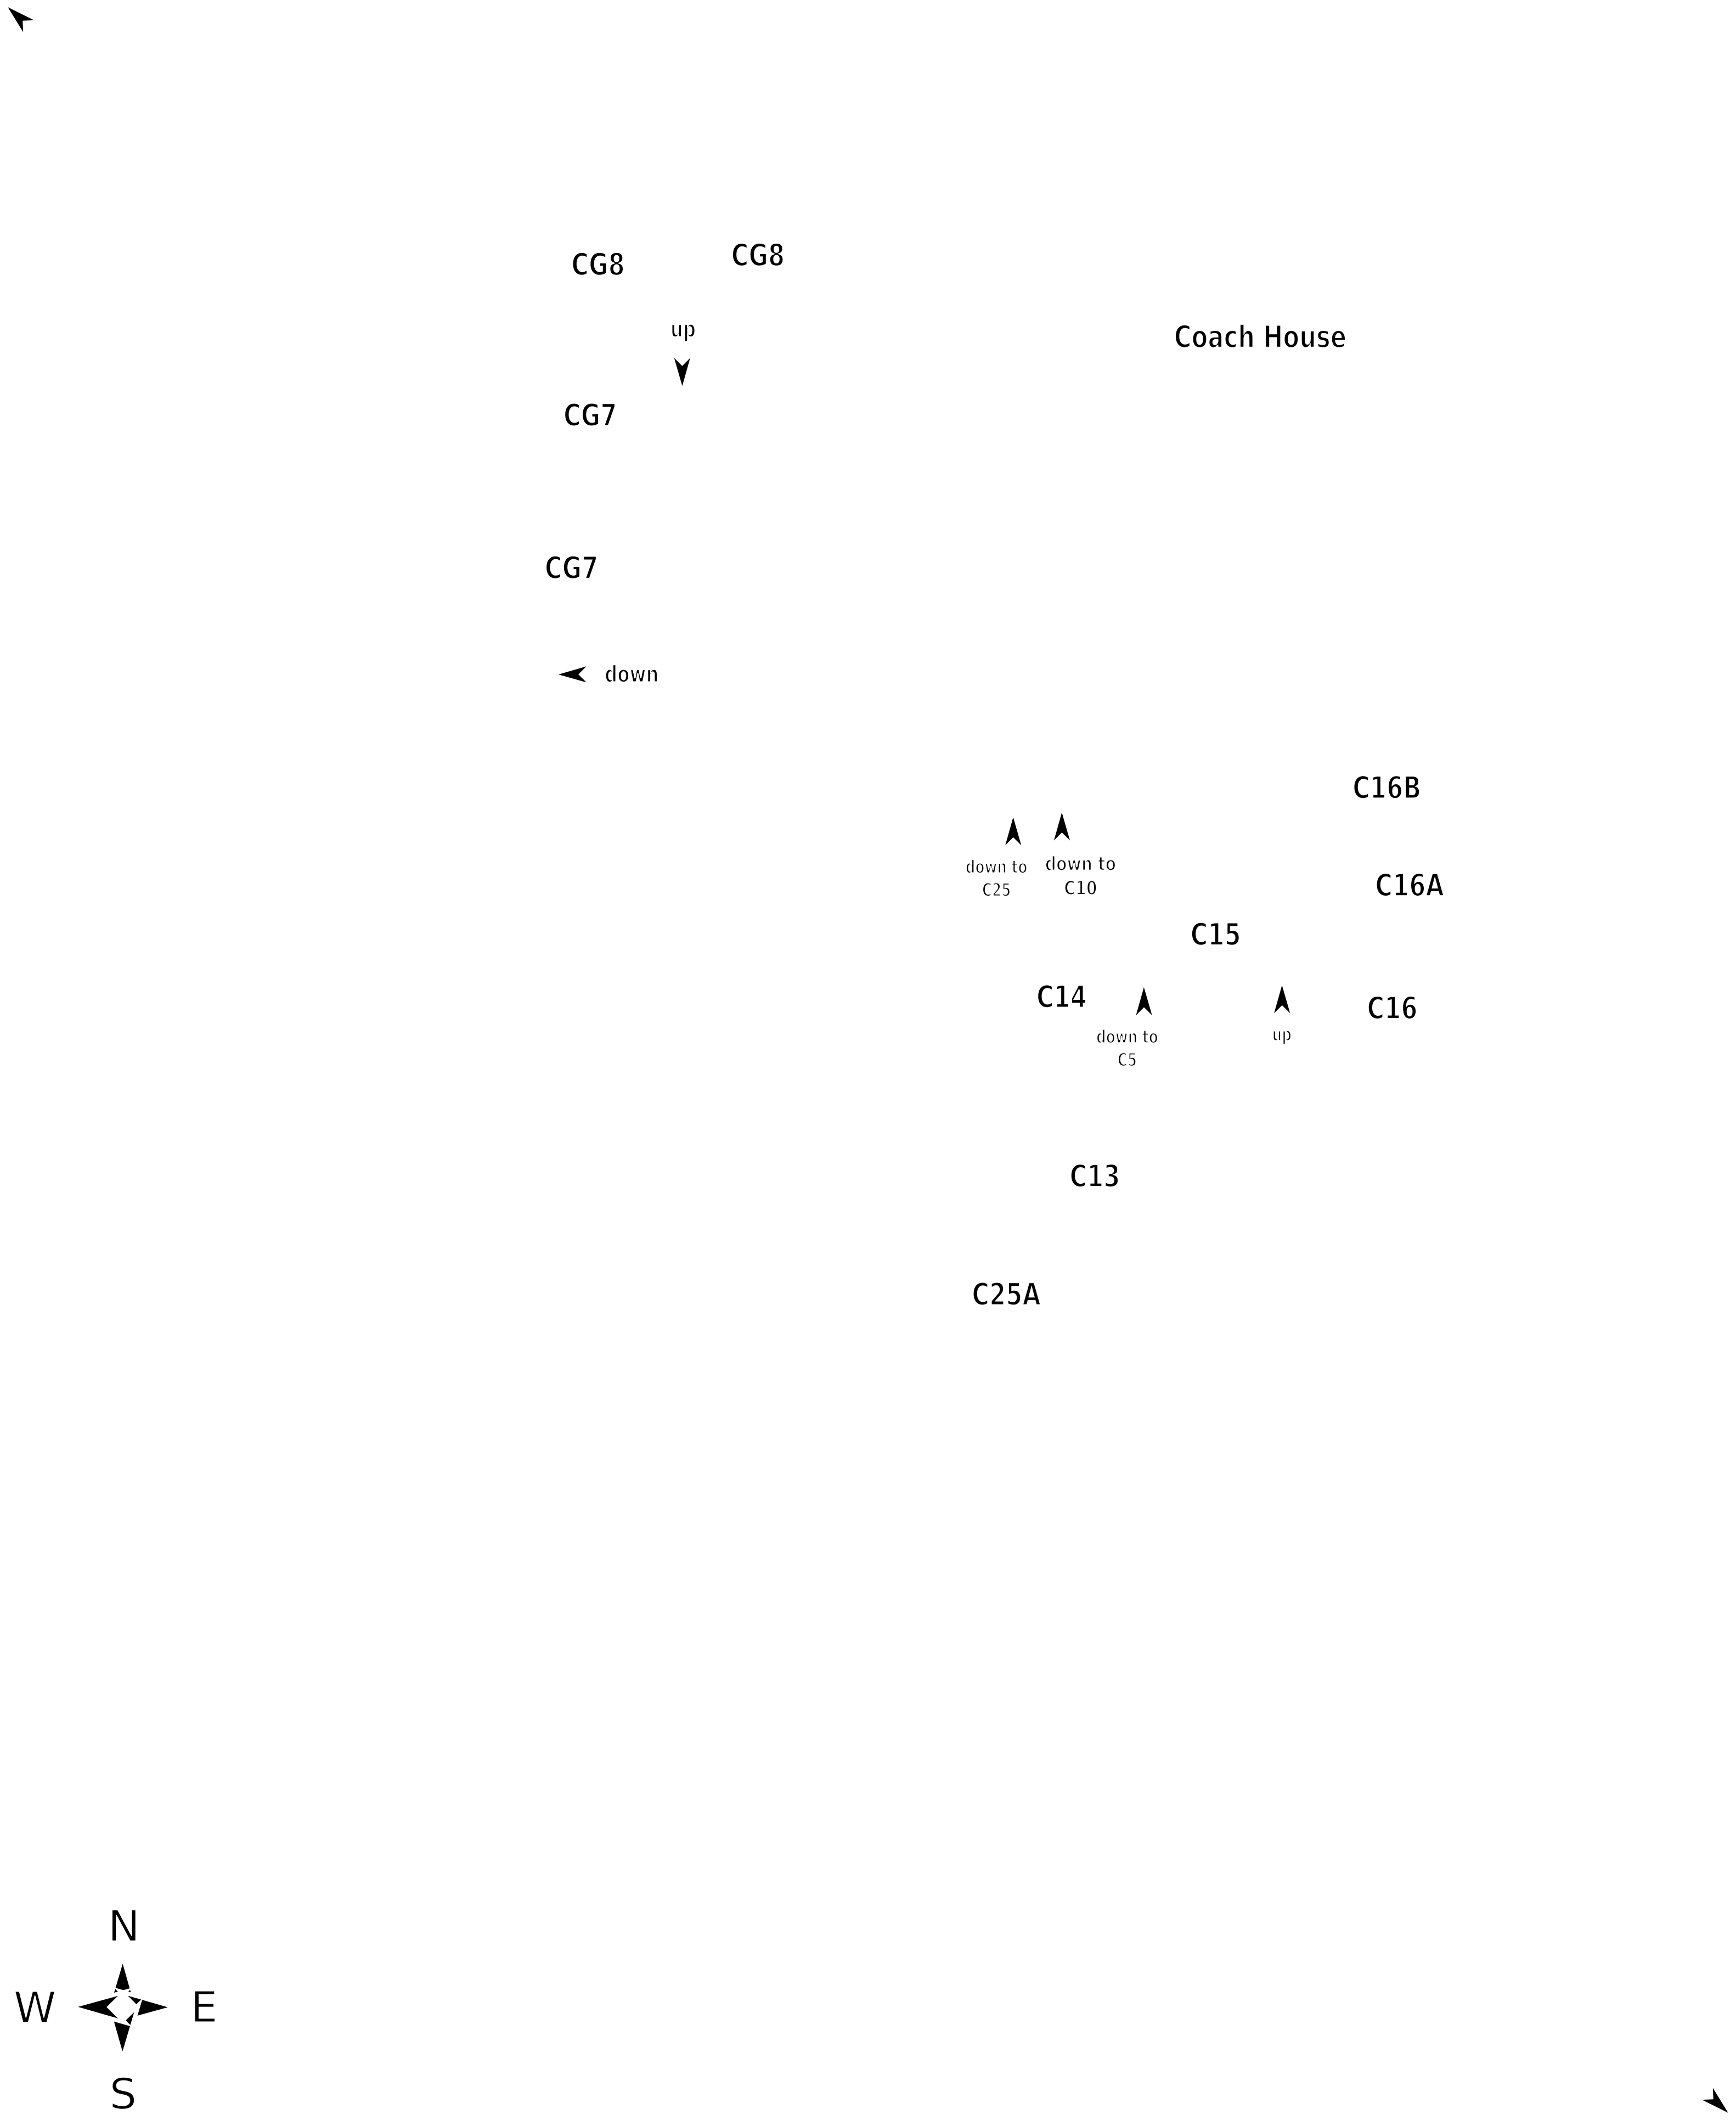 CG8
CG8
up
Coach House
CG7
CG7
down
C16B
down to
C25
down to
C10
C16A
C15
C14
down to
C5
up
C16
C13
C25A
N
W
E
S